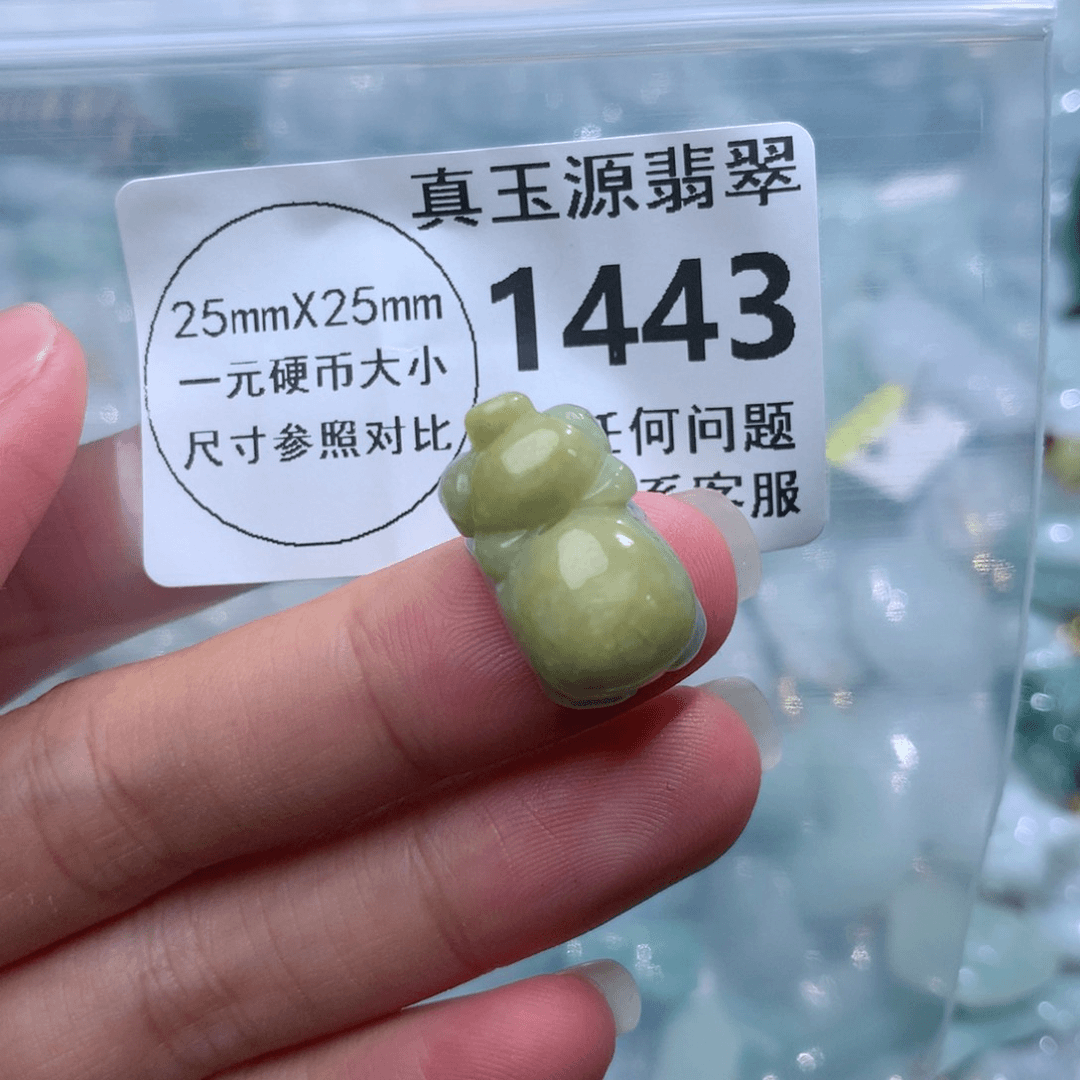 真玉源翡翠
1443
25mmX25mm
一元硬币大小
尺寸参照对比
任何问题
系客服